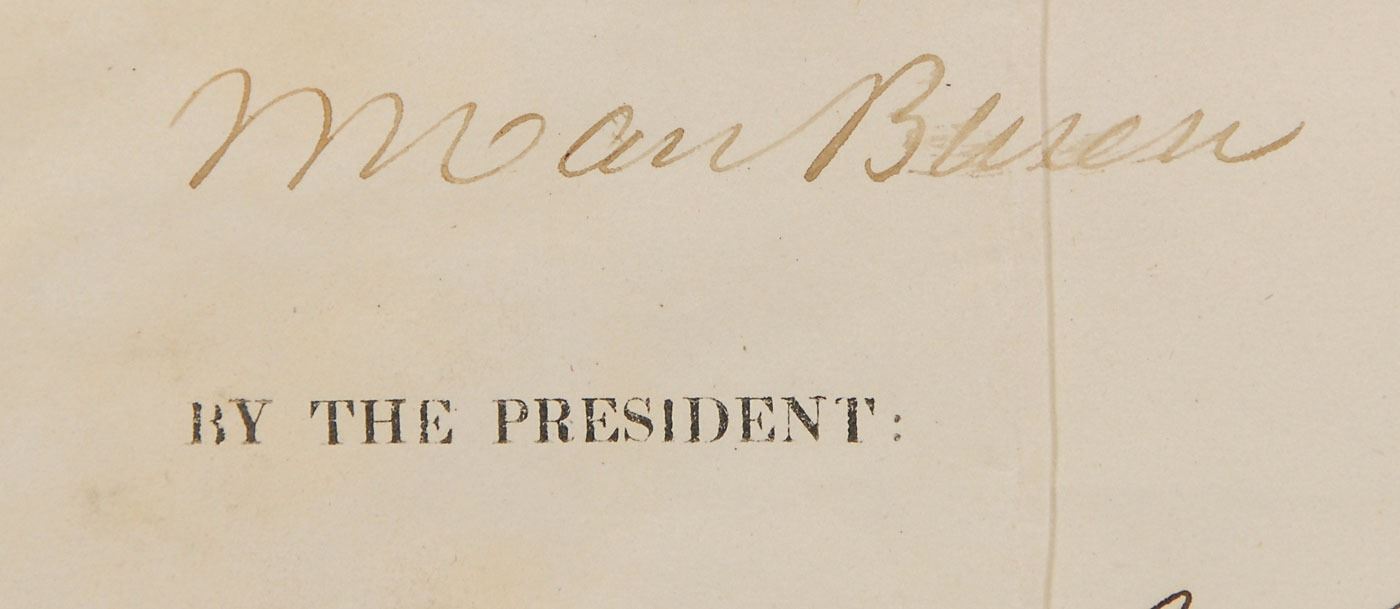 M Van Buren
BY THE PRESIDENT: